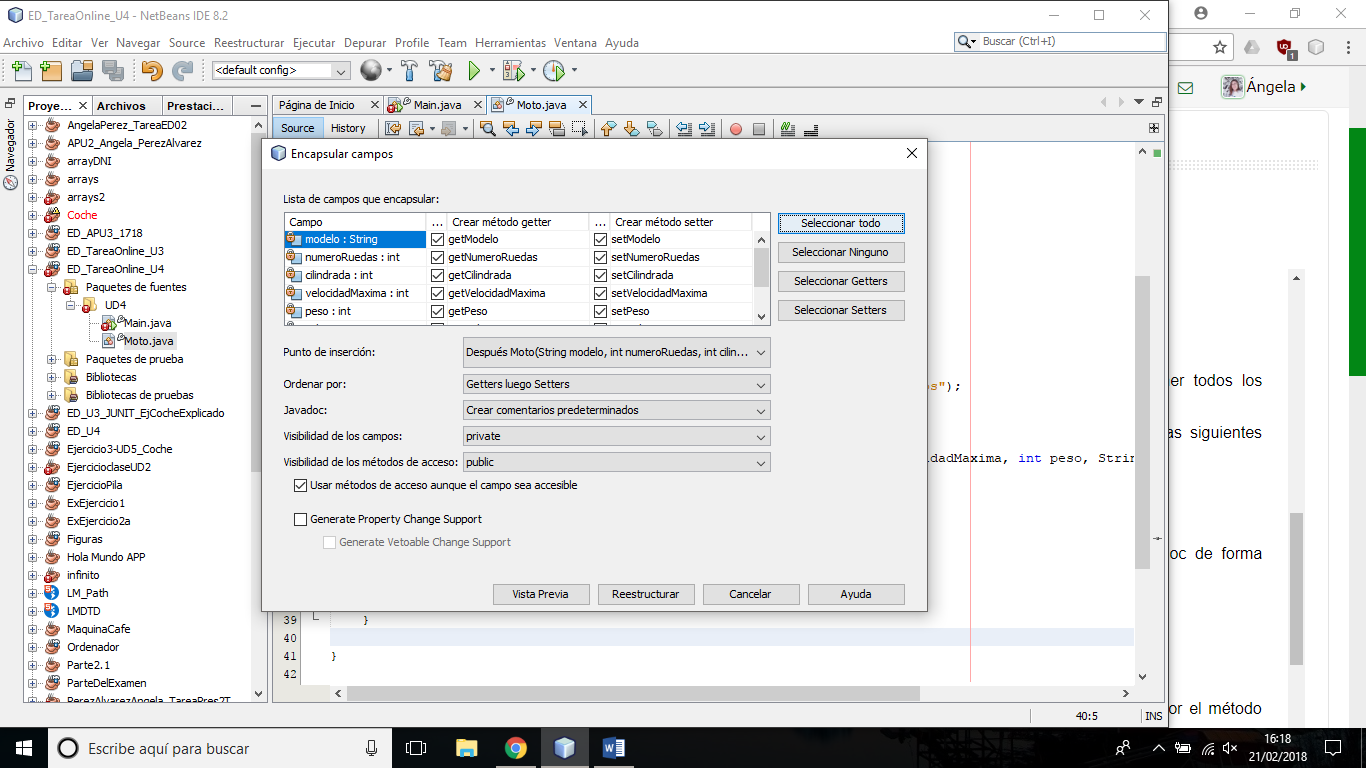 ED_TareaOnline_U4 - NetBeans IDE 8.2
Archivo Editar Ver Navegar Source Reestructurar Ejecutar Depurar Profile Team Herramientas Ventana Ayuda
Buscar (Ctrl+I)
<default config>
1
Ángela
Proye...
Archivos
Prestaci...
Página de Inicio
Main.java
Moto.java
Source
History
Navegador
AngelaPerez_TareaED02
APU2_Angela_PerezAlvarez
arrayDNI
arrays
arrays2
Coche
ED_APU3_1718
ED_TareaOnline_U3
ED_TareaOnline_U4
Paquetes de fuentes
UD4
Main.java
Moto.java
Paquetes de prueba
Bibliotecas
Bibliotecas de pruebas
ED_U3_JUNIT_EjCocheExplicado
ED_U4
Ejercicio3-UD5_Coche
EjercicioclaseUD2
EjercicioPila
ExEjercicio1
ExEjercicio2a
Figuras
Hola Mundo APP
infinito
LM_Path
LMDTD
MaquinaCafe
Ordenador
Parte2.1
ParteDelExamen
PerezAlvarezAngela_TareaPres2T
Encapsular campos
Lista de campos que encapsular:
Campo ... Crear método getter ... Crear método setter
modelo : String getModelo setModelo
numeroRuedas : int getNumeroRuedas setNumeroRuedas
cilindrada : int getCilindrada setCilindrada
velocidadMaxima : int getVelocidadMaxima setVelocidadMaxima
peso : int getPeso setPeso
Seleccionar todo
Seleccionar Ninguno
Seleccionar Getters
Seleccionar Setters
Punto de inserción: Después Moto(String modelo, int numeroRuedas, int cilin...
Ordenar por: Getters luego Setters
Javadoc: Crear comentarios predeterminados
Visibilidad de los campos: private
Visibilidad de los métodos de acceso: public
Usar métodos de acceso aunque el campo sea accesible
Generate Property Change Support
Generate Vetoable Change Support
Vista Previa
Reestructurar
Cancelar
Ayuda
s");
dadMaxima, int peso, Strin
39 }
40
41 }
42
40:5 INS
er todos los
as siguientes
oc de forma
or el método
Escribe aquí para buscar
16:18
21/02/2018